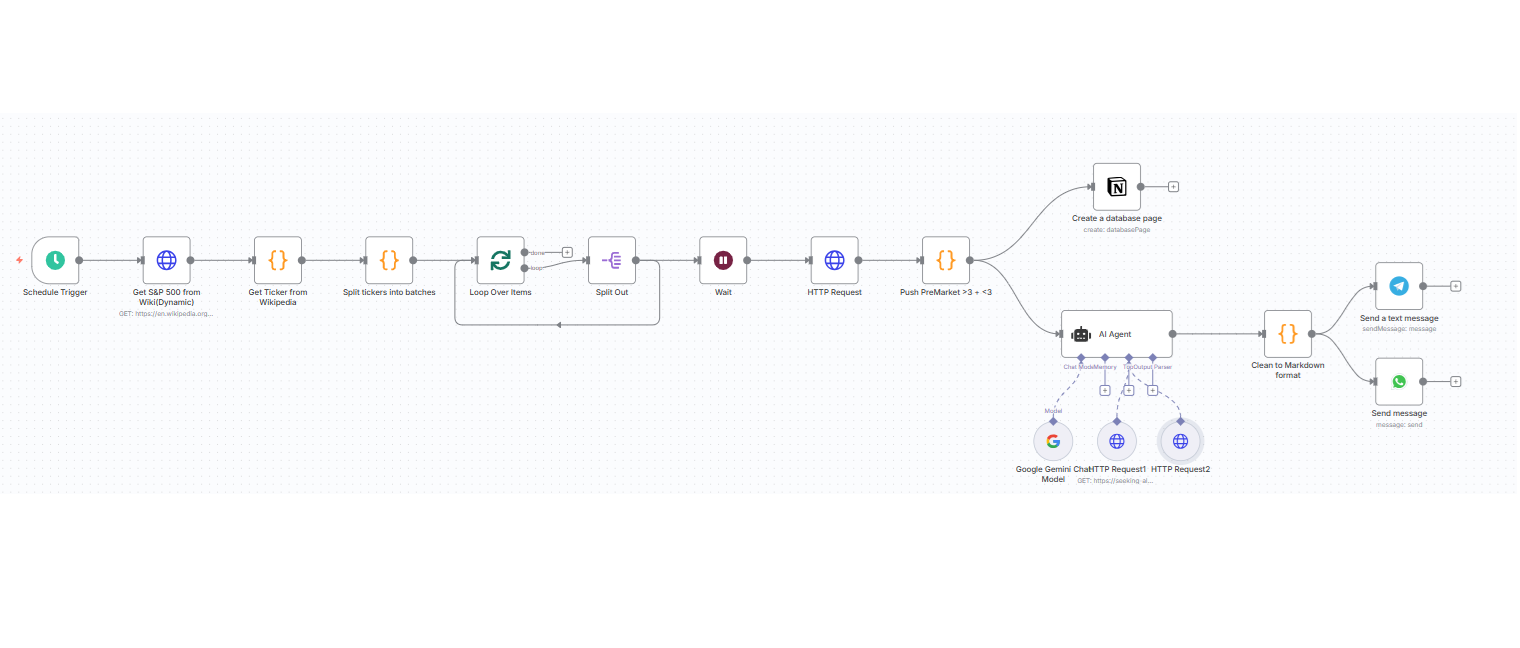 Create a database page
create: databasePage
done
loop
Schedule Trigger
Get S&P 500 from
Wiki(Dynamic)
GET: https://en.wikipedia.org...
Get Ticker from
Wikipedia
Split tickers into batches
Loop Over Items
Split Out
Wait
HTTP Request
Push PreMarket >3 + <3
AI Agent
Memory
Output Parser
Model
Google Gemini Chat
Model
HTTP Request1
GET: https://seeking-al...
HTTP Request2
Clean to Markdown
format
Send a text message
sendMessage: message
Send message
message: send